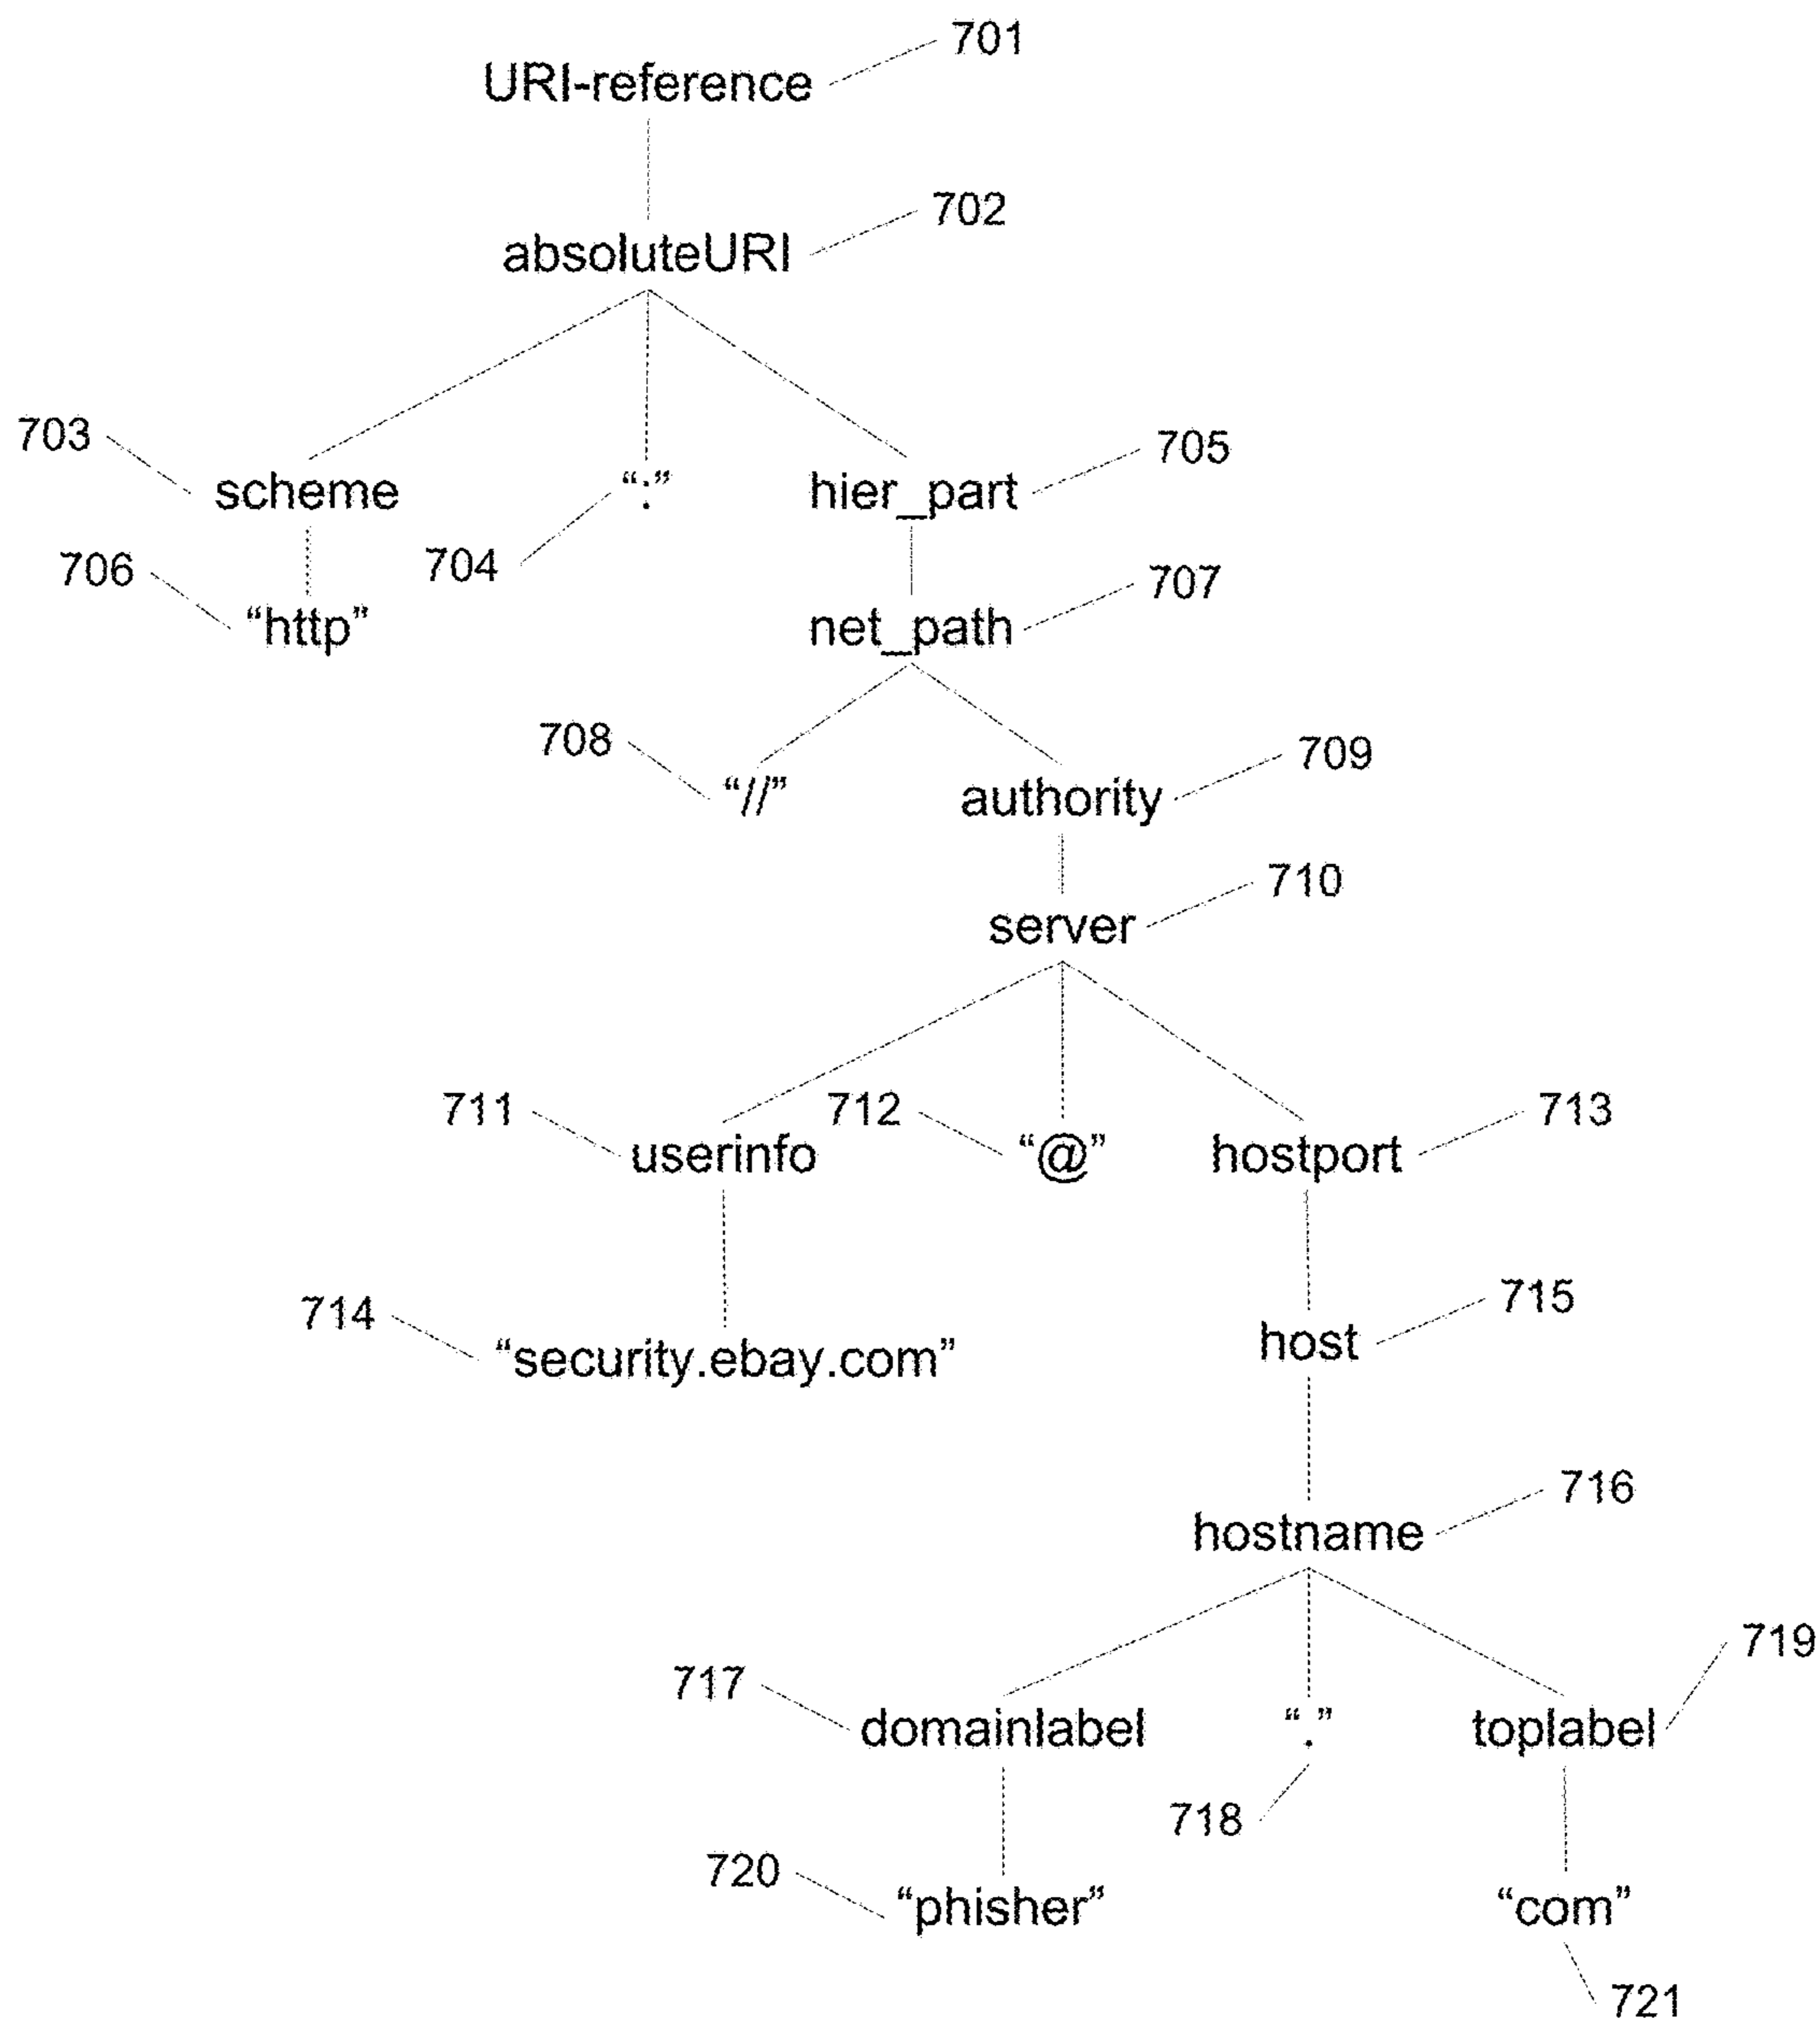 701
URI-reference
702
absoluteURI
703
705
scheme
“:”
hier_part
706
704
707
“http”
net_path
708
709
“//”
authority
710
server
711
712
713
userinfo
“@”
hostport
714
715
“security.ebay.com”
host
716
hostname
719
717
domainlabel
“.”
toplabel
718
720
“phisher”
“com”
721